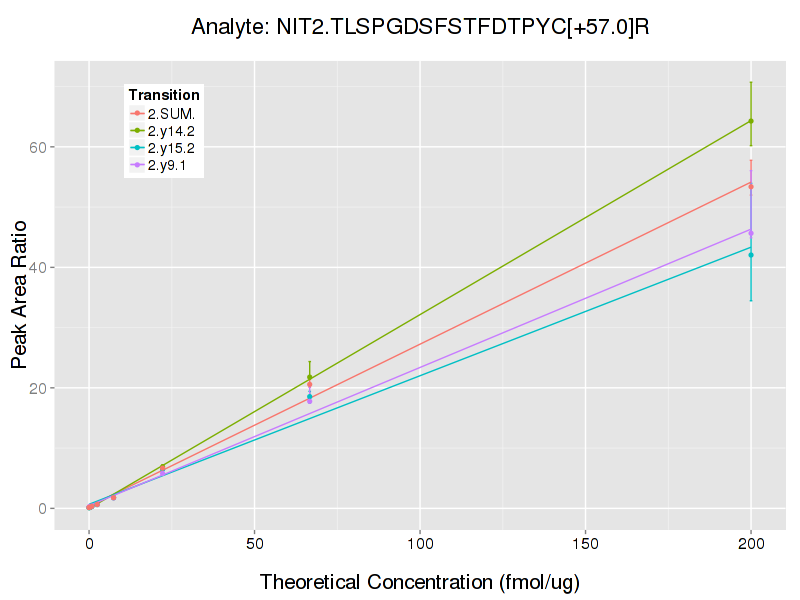 Analyte: NIT2.TLSPGDSFSTFDTPYC[+57.0]R
Transition
2.SUM.
2.y14.2
2.y15.2
2.y9.1
Peak Area Ratio
60
40
20
0
0 50 100 150 200
Theoretical Concentration (fmol/ug)